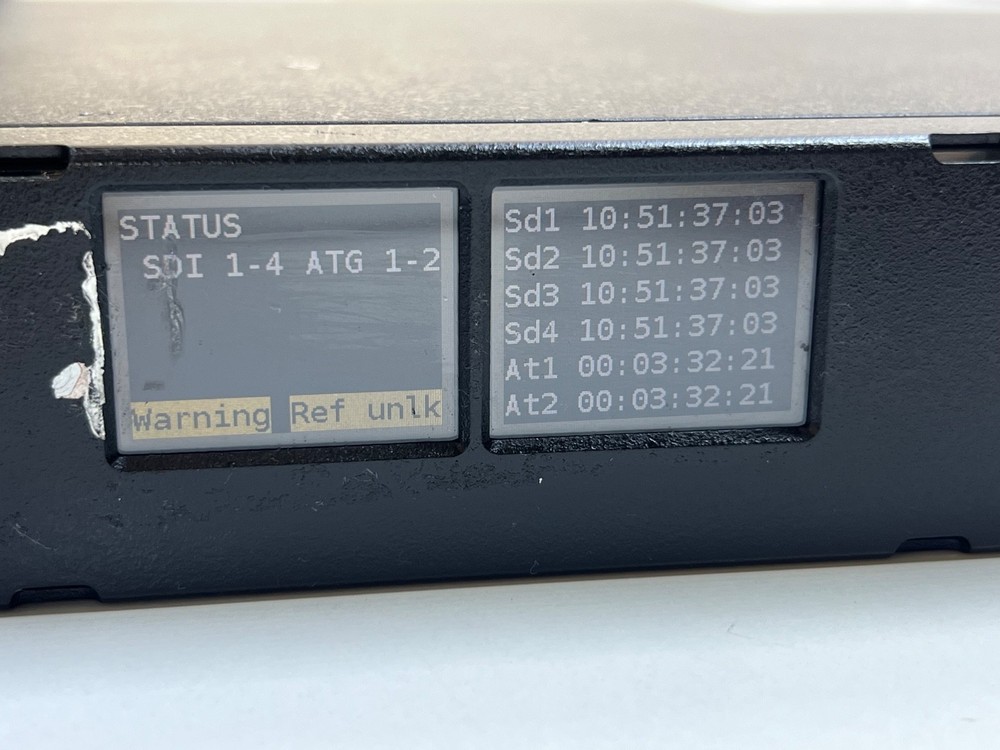 STATUS
SDI 1-4 ATG 1-2
Warning Ref unlk
Sd1 10:51:37:03
Sd2 10:51:37:03
Sd3 10:51:37:03
Sd4 10:51:37:03
At1 00:03:32:21
At2 00:03:32:21